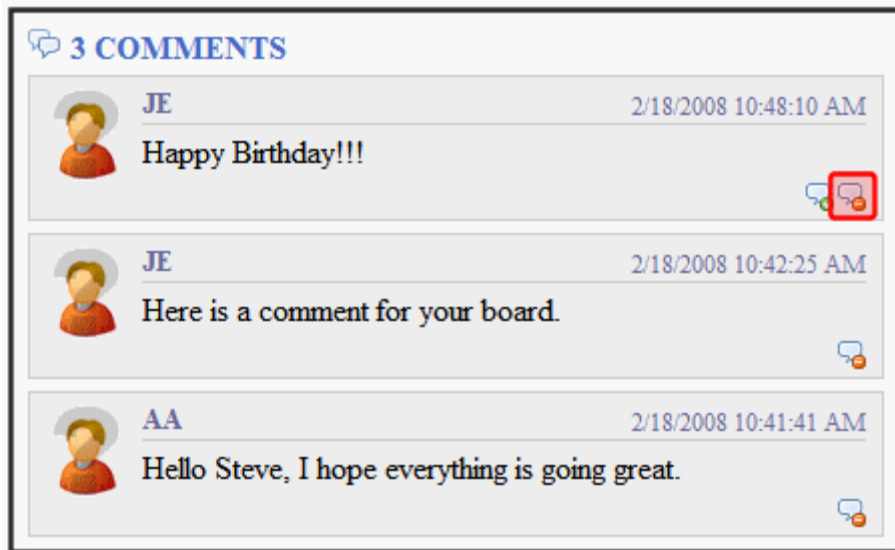 3 COMMENTS
JE 2/18/2008 10:48:10 AM
Happy Birthday!!!
JE 2/18/2008 10:42:25 AM
Here is a comment for your board.
AA 2/18/2008 10:41:41 AM
Hello Steve, I hope everything is going great.